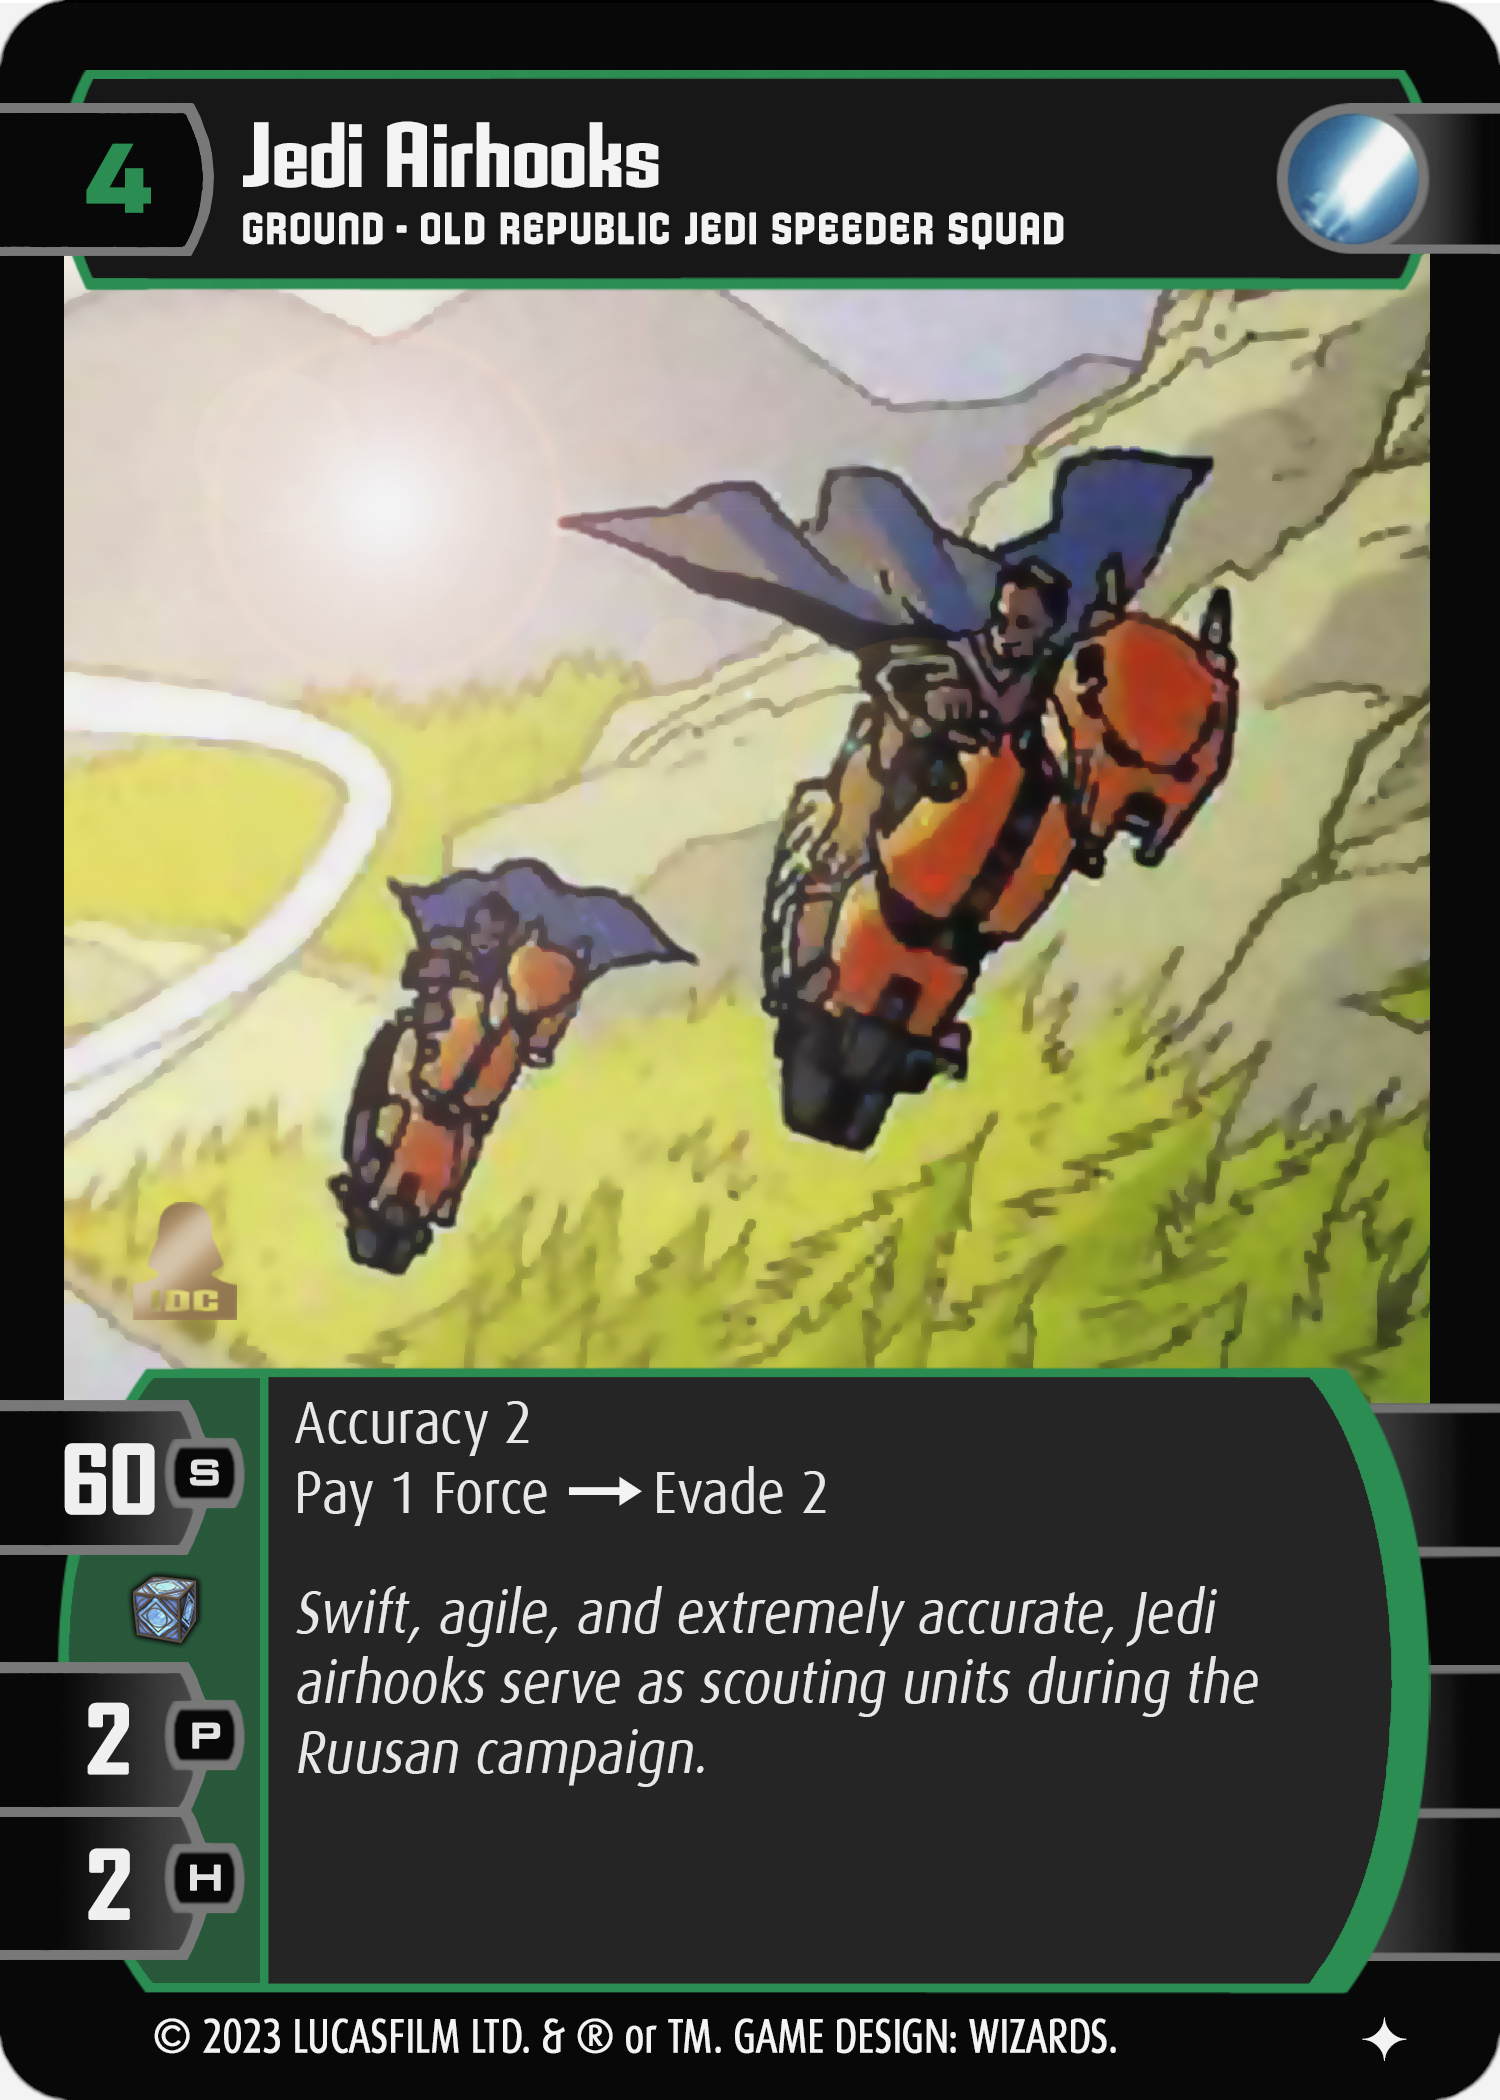 4
Jedi Airhooks
GROUND - OLD REPUBLIC JEDI SPEEDER SQUAD
IDC
60 S
Accuracy 2
Pay 1 Force → Evade 2
Swift, agile, and extremely accurate, Jedi
airhooks serve as scouting units during the
Ruusan campaign.
2 P
2 H
© 2023 LUCASFILM LTD. & ® or TM. GAME DESIGN: WIZARDS.